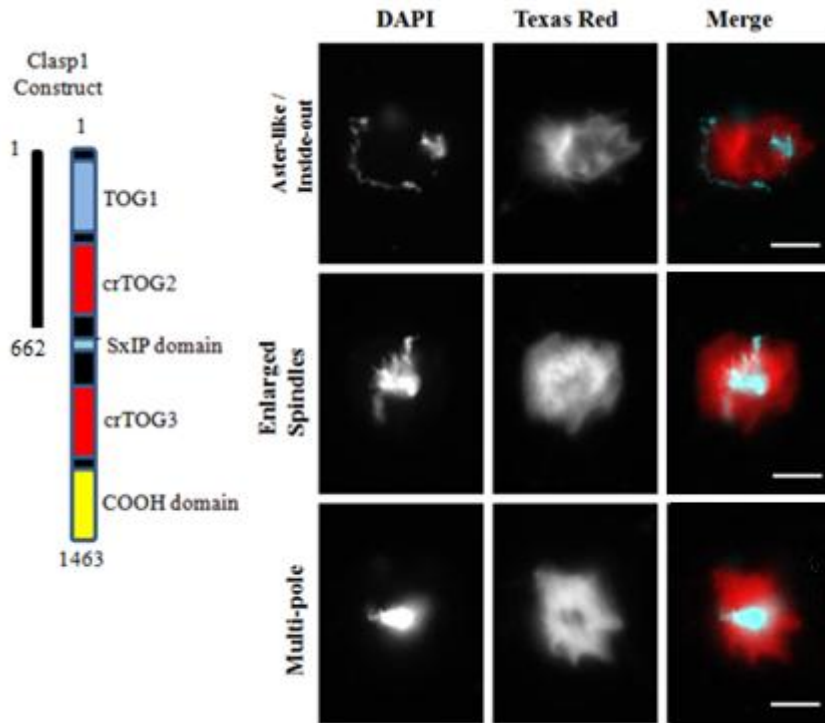 DAPI
Texas Red
Merge
Clasp1
Construct
1
1
TOG1
crTOG2
662
SxIP domain
crTOG3
COOH domain
1463
Aster-like /
Inside-out
Enlarged
Spindles
Multi-pole